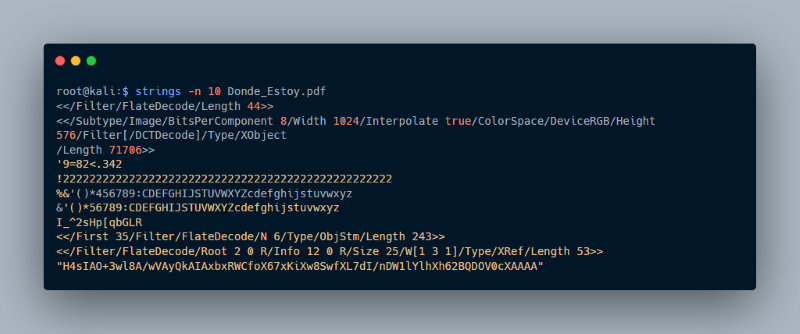 root@kali:$ strings -n 10 Donde_Estoy.pdf
<</Filter/FlateDecode/Length 44>>
<</Subtype/Image/BitsPerComponent 8/Width 1024/Interpolate true/ColorSpace/DeviceRGB/Height
576/Filter[/DCTDecode]/Type/XObject
/Length 71706>>
'9=82<.342
!22222222222222222222222222222222222222222222222222
%&'()*456789:CDEFGHIJSTUVWXYZcdefghijstuvwxyz
&'()*56789:CDEFGHIJSTUVWXYZcdefghijstuvwxyz
I_^2sHp[qbGLR
<</First 35/Filter/FlateDecode/N 6/Type/ObjStm/Length 243>>
<</Filter/FlateDecode/Root 2 0 R/Info 12 0 R/Size 25/W[1 3 1]/Type/XRef/Length 53>>
"H4sIAO+3wl8A/wVAyQkAIAxbxRWCfoX67xKiXw8SwfXL7dI/nDW1lYlhXh62BQDOV0cXAAAA"